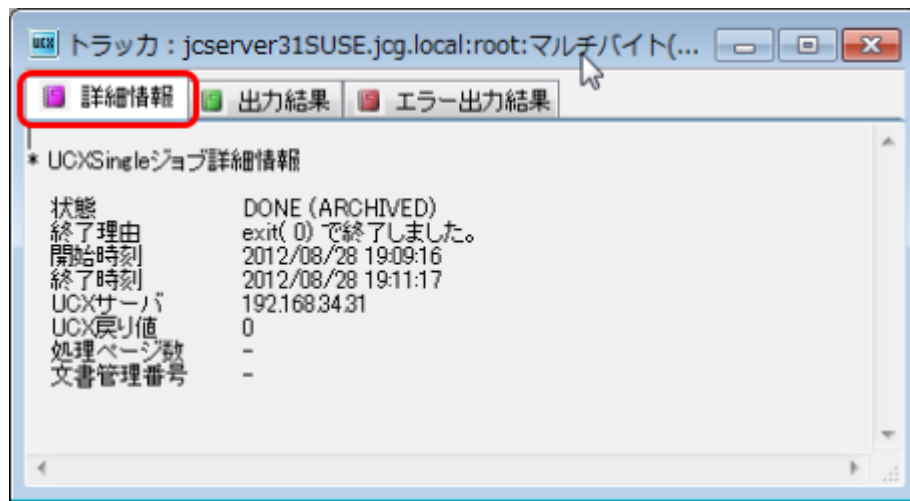 UCX トラッカ : jcserver31SUSE.jcg.local:root:マルチバイト(...
詳細情報 出力結果 エラー出力結果
* UCXSingleジョブ詳細情報
状態 DONE (ARCHIVED)
終了理由 exit( 0) で終了しました。
開始時刻 2012/08/28 19:09:16
終了時刻 2012/08/28 19:11:17
UCXサーバ 192.168.34.31
UCX戻り値 0
処理ページ数 -
文書管理番号 -